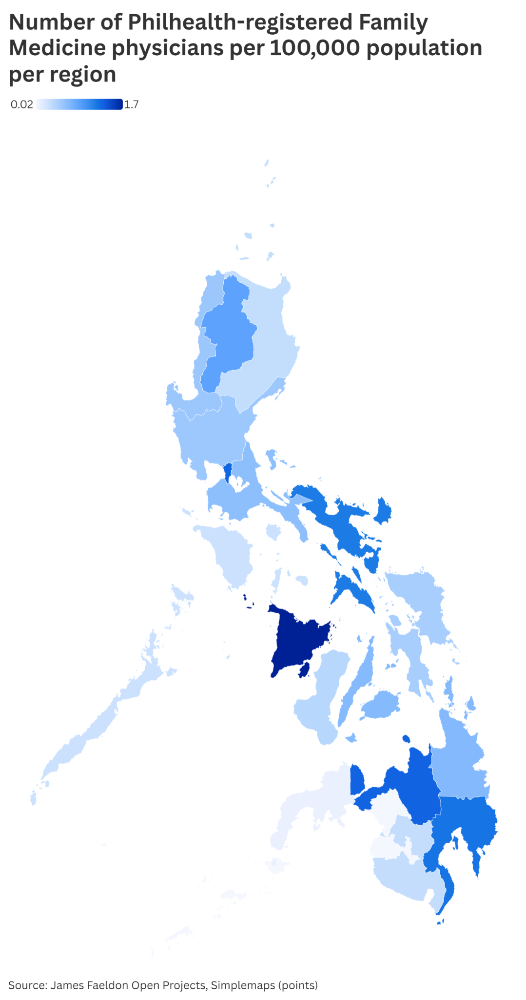 Number of Philhealth-registered Family
Medicine physicians per 100,000 population
per region
0.02 1.7
Source: James Faeldon Open Projects, Simplemaps (points)